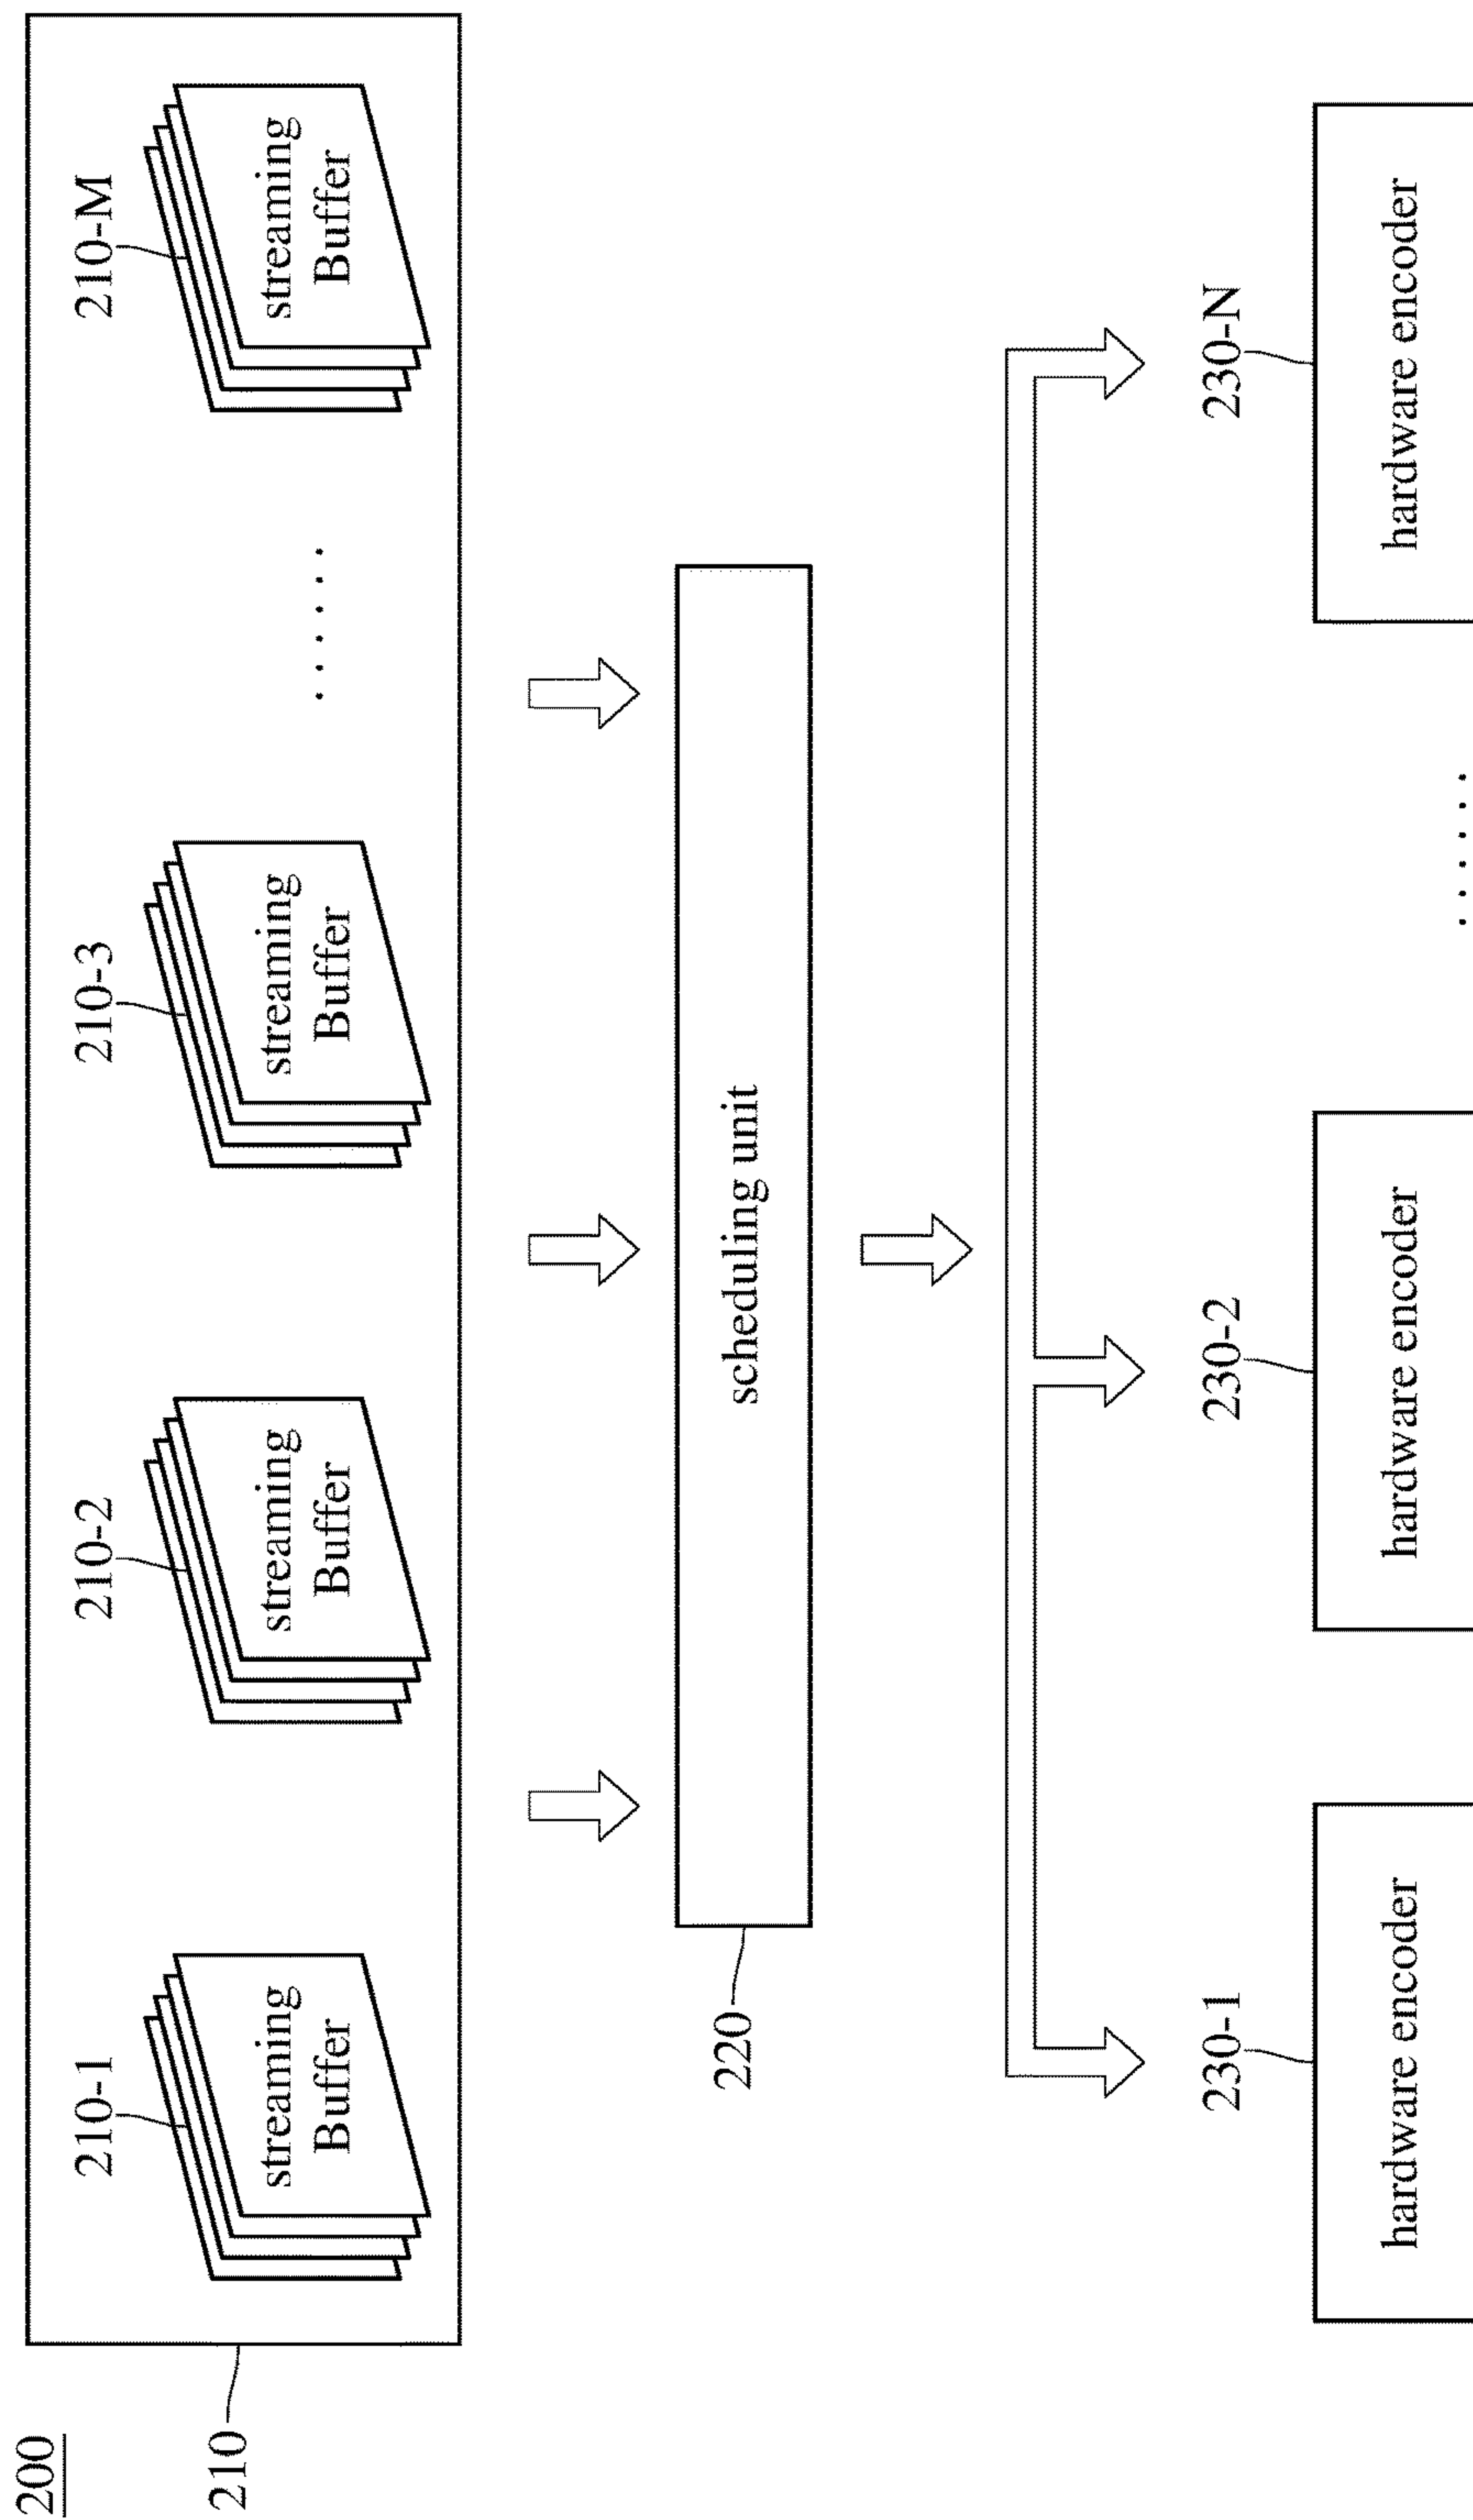 200
210
210-1
210-2
210-3
210-M
streaming
Buffer
streaming
Buffer
streaming
Buffer
......
streaming
Buffer
220
scheduling unit
230-1
230-2
230-N
hardware encoder
hardware encoder
......
hardware encoder